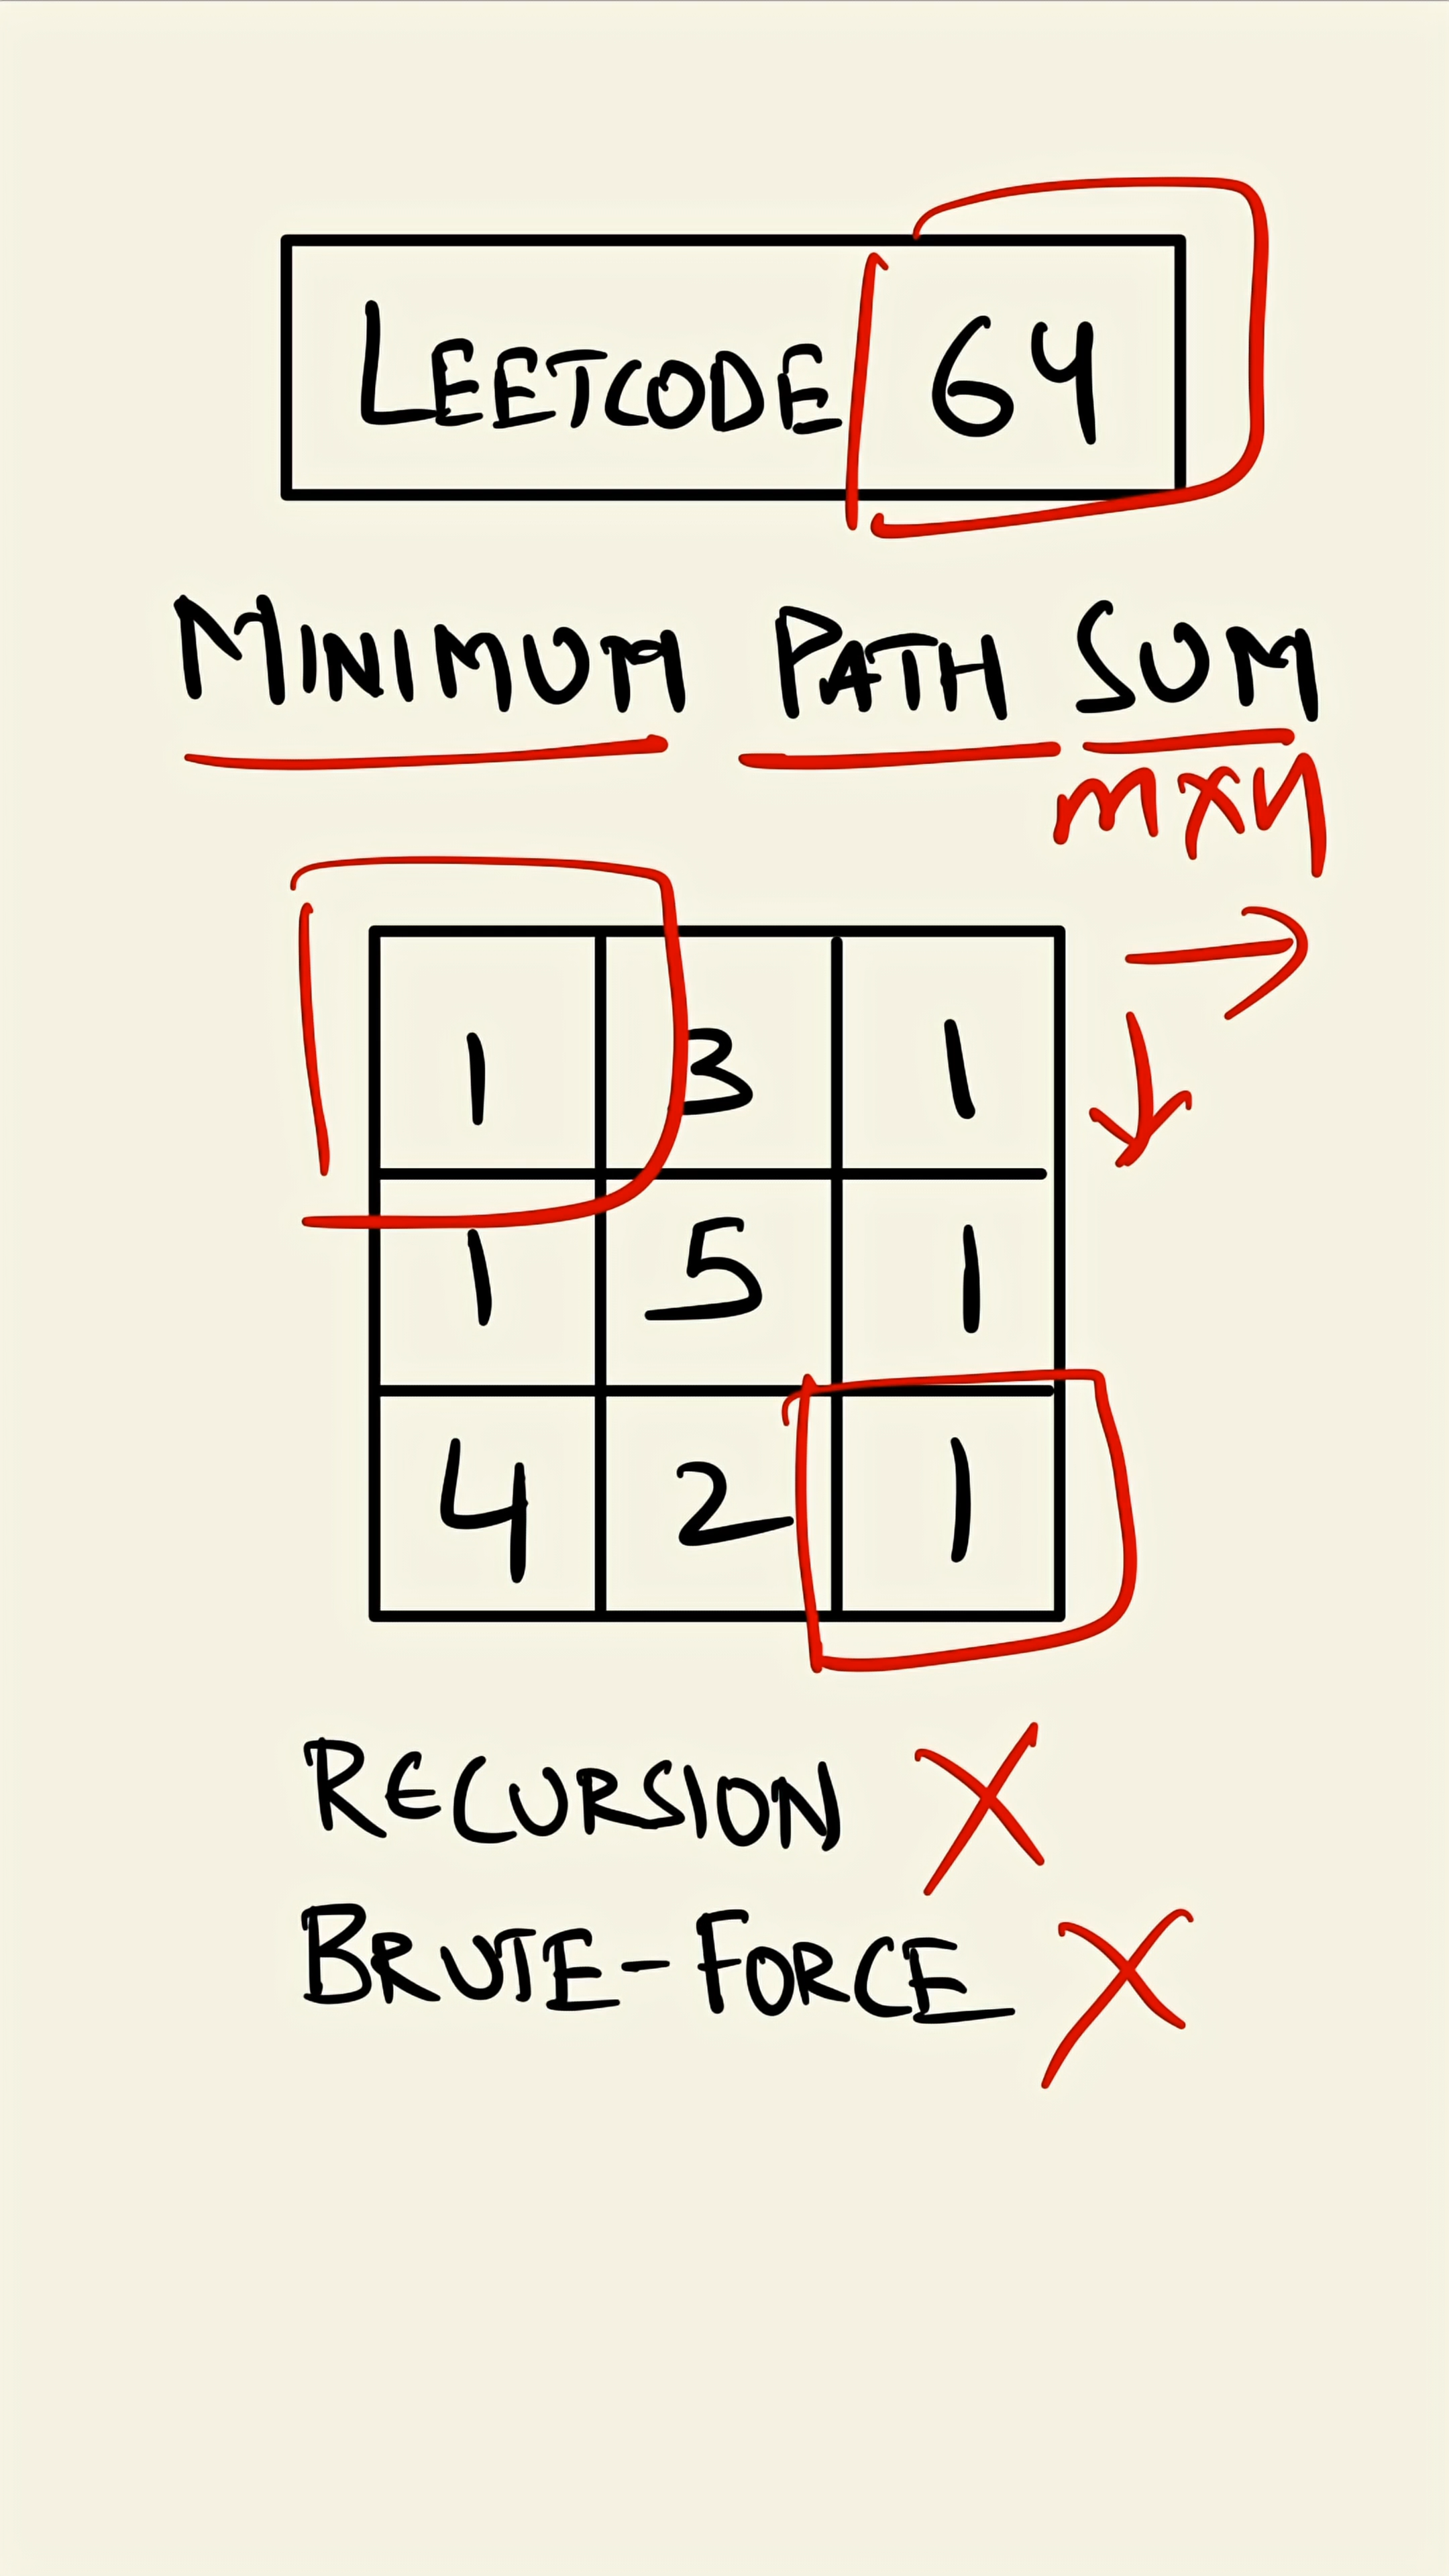 LEETCODE 64
MINIMUM PATH SUM
mxn
1 3 1
1 5 1
4 2 1
RECURSION X
BRUTE-FORCE X